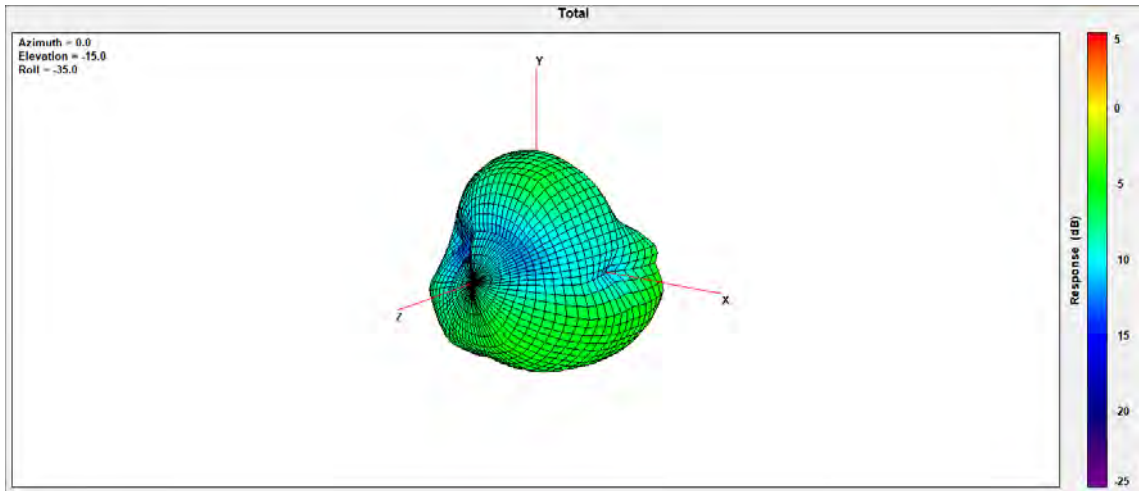 Total
Azimuth = 0.0
Elevation = -15.0
Roll = -35.0
Y
X
Z
5
0
5
10
15
-20
-25
Response (dB)